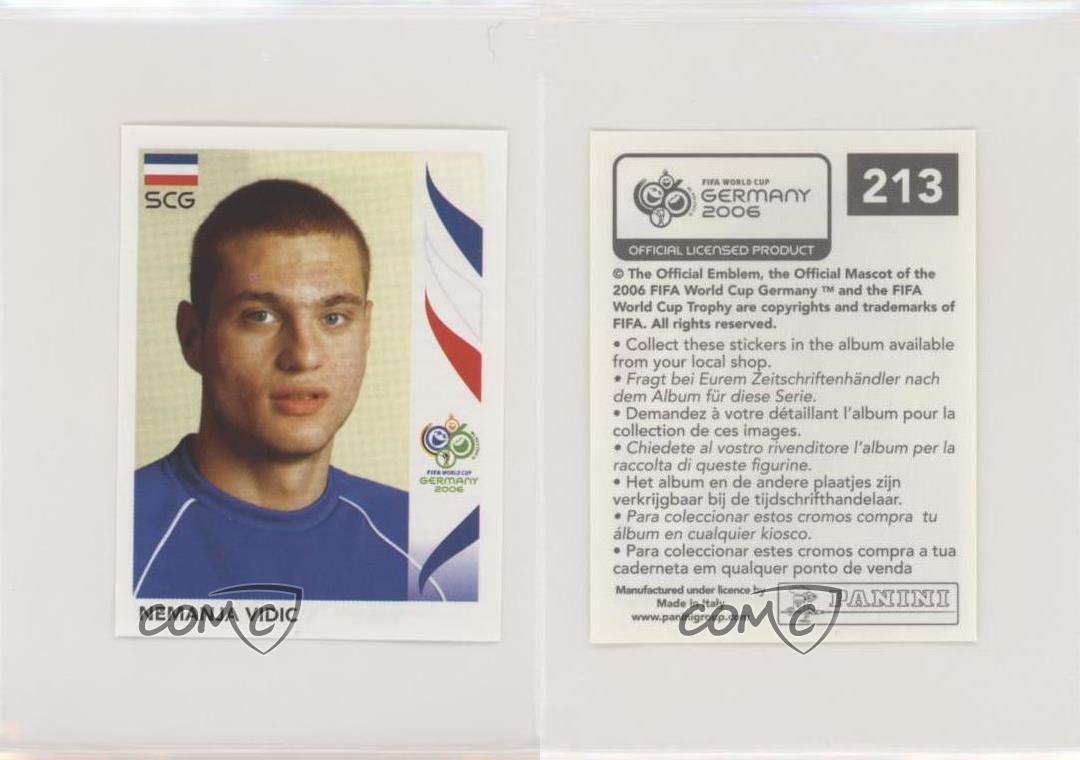 SCG
FIFA WORLD CUP
GERMANY
2006
NEMANJA VIDIC
COMC
FIFA WORLD CUP
GERMANY
2006
OFFICIAL LICENSED PRODUCT
213
© The Official Emblem, the Official Mascot of the
2006 FIFA World Cup Germany ™ and the FIFA
World Cup Trophy are copyrights and trademarks of
FIFA. All rights reserved.
• Collect these stickers in the album available
from your local shop.
• Fragt bei Eurem Zeitschriftenhändler nach
dem Album für diese Serie.
• Demandez à votre détaillant l'album pour la
collection de ces images.
• Chiedete al vostro rivenditore l'album per la
raccolta di queste figurine.
• Het album en de andere plaatjes zijn
verkrijgbaar bij de tijdschrifthandelaar.
• Para coleccionar estos cromos compra tu
álbum en cualquier kiosco.
• Para coleccionar estes cromos compra a tua
caderneta em qualquer ponto de venda
Manufactured under licence by
Made in Italy
www.paninigroup.com
PANINI
COMC